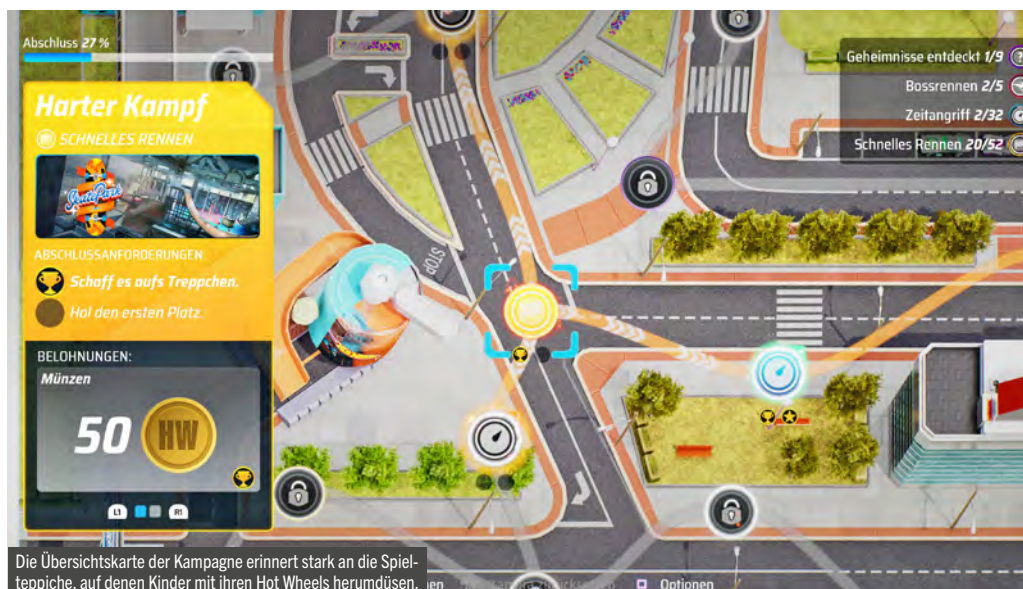 Abschluss 27 %
Harter Kampf
SCHNELLES RENNEN
SkatePark
ABSCHLUSSANFORDERUNGEN:
Schaff es aufs Treppchen.
Hol den ersten Platz.
BELOHNUNGEN:
Münzen
50
HW
L1
R1
Geheimnisse entdeckt 1/9
Bossrennen 2/5
Zeitangriff 2/32
Schnelles Rennen 20/52
STOP
Die Übersichtskarte der Kampagne erinnert stark an die Spiel-
teppiche, auf denen Kinder mit ihren Hot Wheels herumdüsen.
Optionen